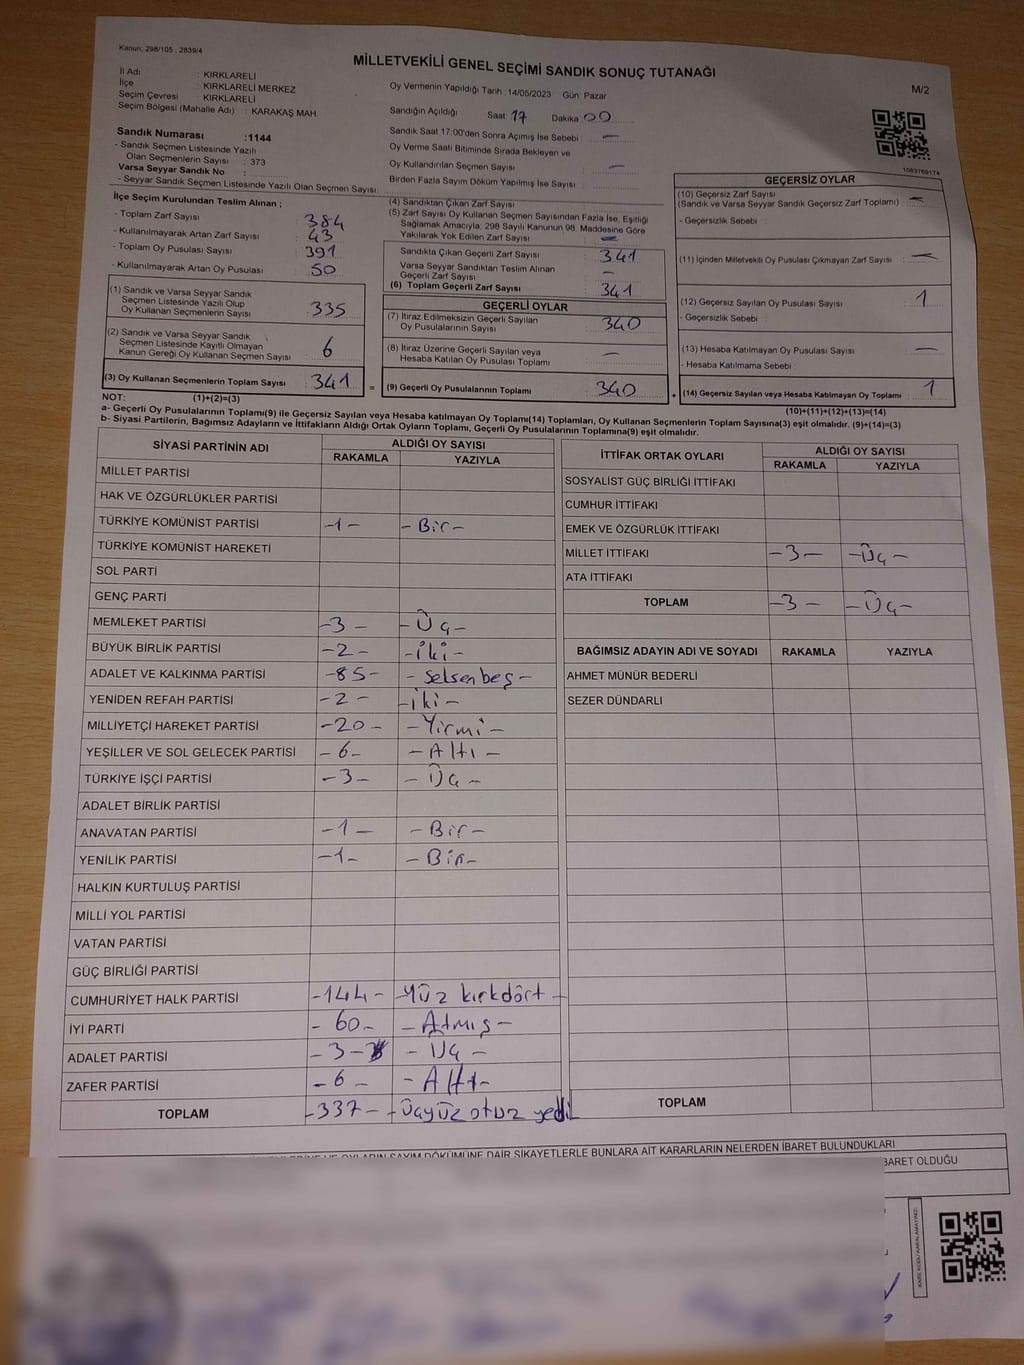 Kanun; 298/105 , 2839/4
MİLLETVEKİLİ GENEL SEÇİMİ SANDIK SONUÇ TUTANAĞI
M/2
İl Adı : KIRKLARELİ
İlçe : KIRKLARELİ MERKEZ
Seçim Çevresi : KIRKLARELİ
Seçim Bölgesi (Mahalle Adı) : KARAKAŞ MAH.
Sandık Numarası :1144
- Sandık Seçmen Listesinde Yazılı
Olan Seçmenlerin Sayısı : 373
Varsa Seyyar Sandık No :
- Seyyar Sandık Seçmen Listesinde Yazılı Olan Seçmen Sayısı:
Oy Vermenin Yapıldığı Tarih : 14/05/2023 Gün: Pazar
Sandığın Açıldığı Saat: 17 Dakika 00
Sandık Saat 17:00'den Sonra Açımış İse Sebebi : —
Oy Verme Saati Bitiminde Sırada Bekleyen ve
Oy Kullandırılan Seçmen Sayısı : —
Birden Fazla Sayım Döküm Yapılmış İse Sayısı :
1083769174
İlçe Seçim Kurulundan Teslim Alınan ;
- Toplam Zarf Sayısı : 384
- Kullanılmayarak Artan Zarf Sayısı : 43
- Toplam Oy Pusulası Sayısı : 391
- Kullanılmayarak Artan Oy Pusulası : 50
(1) Sandık ve Varsa Seyyar Sandık
Seçmen Listesinde Yazılı Olup
Oy Kullanan Seçmenlerin Sayısı : 335
(2) Sandık ve Varsa Seyyar Sandık
Seçmen Listesinde Kayıtlı Olmayan
Kanun Gereği Oy Kullanan Seçmen Sayısı : 6
(3) Oy Kullanan Seçmenlerin Toplam Sayısı : 341 =
(4) Sandıktan Çıkan Zarf Sayısı :
(5) Zarf Sayısı Oy Kullanan Seçmen Sayısından Fazla İse, Eşitliği
Sağlamak Amacıyla, 298 Sayılı Kanunun 98. Maddesine Göre
Yakılarak Yok Edilen Zarf Sayısı : —
Sandıkta Çıkan Geçerli Zarf Sayısı : 341
Varsa Seyyar Sandıktan Teslim Alınan
Geçerli Zarf Sayısı : —
(6) Toplam Geçerli Zarf Sayısı : 341
GEÇERLİ OYLAR
(7) İtiraz Edilmeksizin Geçerli Sayılan
Oy Pusulalarının Sayısı : 340
(8) İtiraz Üzerine Geçerli Sayılan veya
Hesaba Katılan Oy Pusulası Toplamı : —
(9) Geçerli Oy Pusulalarının Toplamı : 340 +
GEÇERSİZ OYLAR
(10) Geçersiz Zarf Sayısı
(Sandık ve Varsa Seyyar Sandık Geçersiz Zarf Toplamı) : —
- Geçersizlik Sebebi :
(11) İçinden Milletvekili Oy Pusulası Çıkmayan Zarf Sayısı : —
(12) Geçersiz Sayılan Oy Pusulası Sayısı : 1
- Geçersizlik Sebebi :
(13) Hesaba Katılmayan Oy Pusulası Sayısı : —
- Hesaba Katılmama Sebebi :
(14) Geçersiz Sayılan veya Hesaba Katılmayan Oy Toplamı : 1
NOT: (1)+(2)=(3) (10)+(11)+(12)+(13)=(14)
a- Geçerli Oy Pusulalarının Toplamı(9) ile Geçersiz Sayılan veya Hesaba katılmayan Oy Toplamı(14) Toplamları, Oy Kullanan Seçmenlerin Toplam Sayısına(3) eşit olmalıdır. (9)+(14)=(3)
b- Siyasi Partilerin, Bağımsız Adayların ve İttifakların Aldığı Ortak Oyların Toplamı, Geçerli Oy Pusulalarının Toplamına(9) eşit olmalıdır.
SİYASİ PARTİNİN ADI ALDIĞI OY SAYISI
RAKAMLA YAZIYLA
MİLLET PARTİSİ
HAK VE ÖZGÜRLÜKLER PARTİSİ
TÜRKİYE KOMÜNİST PARTİSİ -1- -Bir-
TÜRKİYE KOMÜNİST HAREKETİ
SOL PARTİ
GENÇ PARTİ
MEMLEKET PARTİSİ -3- -Üç-
BÜYÜK BİRLİK PARTİSİ -2- -iki-
ADALET VE KALKINMA PARTİSİ -85- -Seksenbeş-
YENİDEN REFAH PARTİSİ -2- -iki-
MİLLİYETÇİ HAREKET PARTİSİ -20- -Yirmi-
YEŞİLLER VE SOL GELECEK PARTİSİ -6- -Altı-
TÜRKİYE İŞÇİ PARTİSİ -3- -Üç-
ADALET BİRLİK PARTİSİ
ANAVATAN PARTİSİ -1- -Bir-
YENİLİK PARTİSİ -1- -Bir-
HALKIN KURTULUŞ PARTİSİ
MİLLİ YOL PARTİSİ
VATAN PARTİSİ
GÜÇ BİRLİĞİ PARTİSİ
CUMHURİYET HALK PARTİSİ -144- -Yüz kırkdört-
İYİ PARTİ -60- -Atmış-
ADALET PARTİSİ -3- -Üç-
ZAFER PARTİSİ -6- -Altı-
TOPLAM -337- -üçyüz otuz yedi
İTTİFAK ORTAK OYLARI ALDIĞI OY SAYISI
RAKAMLA YAZIYLA
SOSYALİST GÜÇ BİRLİĞİ İTTİFAKI
CUMHUR İTTİFAKI
EMEK VE ÖZGÜRLÜK İTTİFAKI
MİLLET İTTİFAKI -3- -Üç-
ATA İTTİFAKI
TOPLAM -3- -Üç-
BAĞIMSIZ ADAYIN ADI VE SOYADI RAKAMLA YAZIYLA
AHMET MÜNÜR BEDERLİ
SEZER DÜNDARLI
TOPLAM
OYLARIN SAYIM DÖKÜMÜNE DAİR ŞİKAYETLERLE BUNLARA AİT KARARLARIN NELERDEN İBARET BULUNDUKLARI
BARET OLDUĞU
KARE KODU KARALAMAYINIZ.